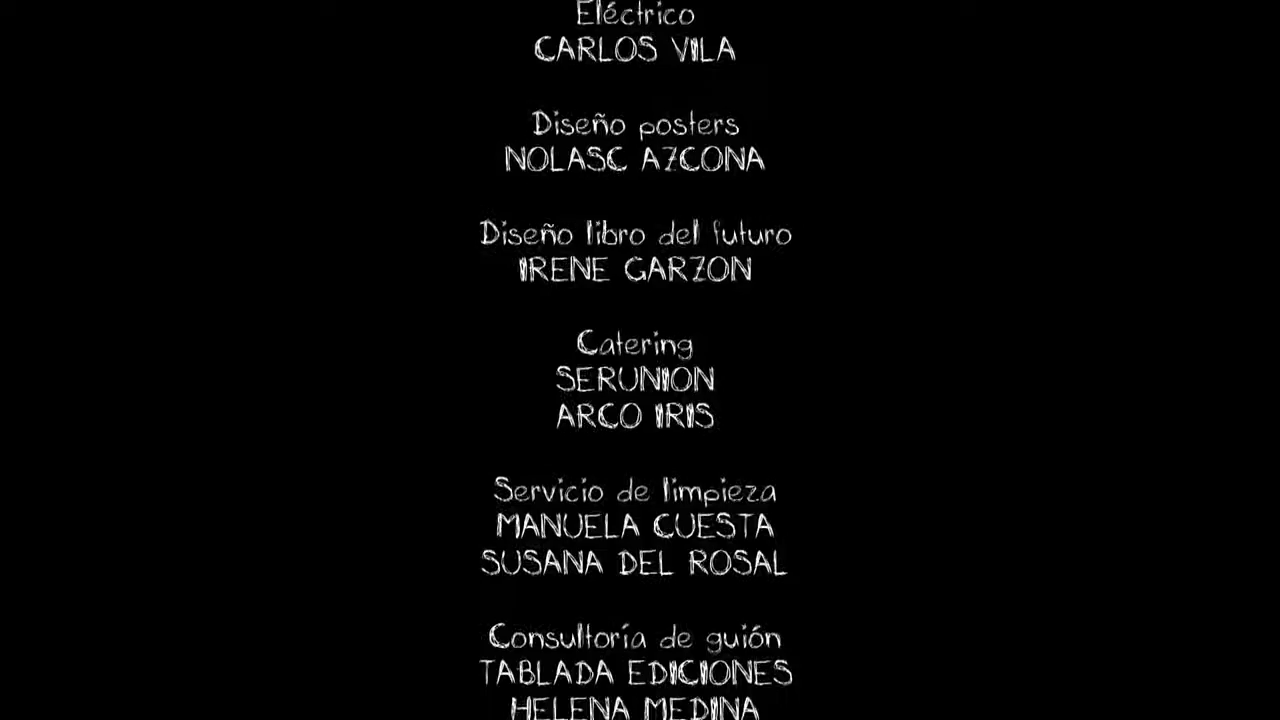 Eléctrico
CARLOS VILA
Diseño posters
NOLASC AZCONA
Diseño libro del futuro
IRENE GARZON
Catering
SERUNION
ARCO IRIS
Servicio de limpieza
MANUELA CUESTA
SUSANA DEL ROSAL
Consultoría de guión
TABLADA EDICIONES
HELENA MEDINA